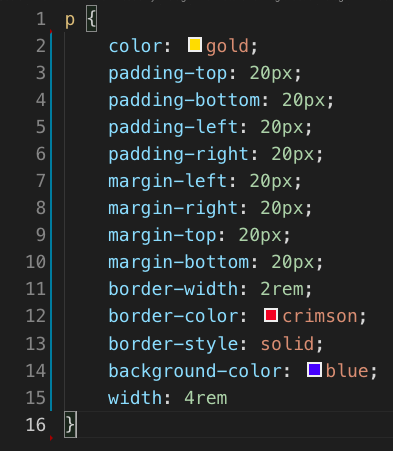 1 p {
2 color: gold;
3 padding-top: 20px;
4 padding-bottom: 20px;
5 padding-left: 20px;
6 padding-right: 20px;
7 margin-left: 20px;
8 margin-right: 20px;
9 margin-top: 20px;
10 margin-bottom: 20px;
11 border-width: 2rem;
12 border-color: crimson;
13 border-style: solid;
14 background-color: blue;
15 width: 4rem
16 }